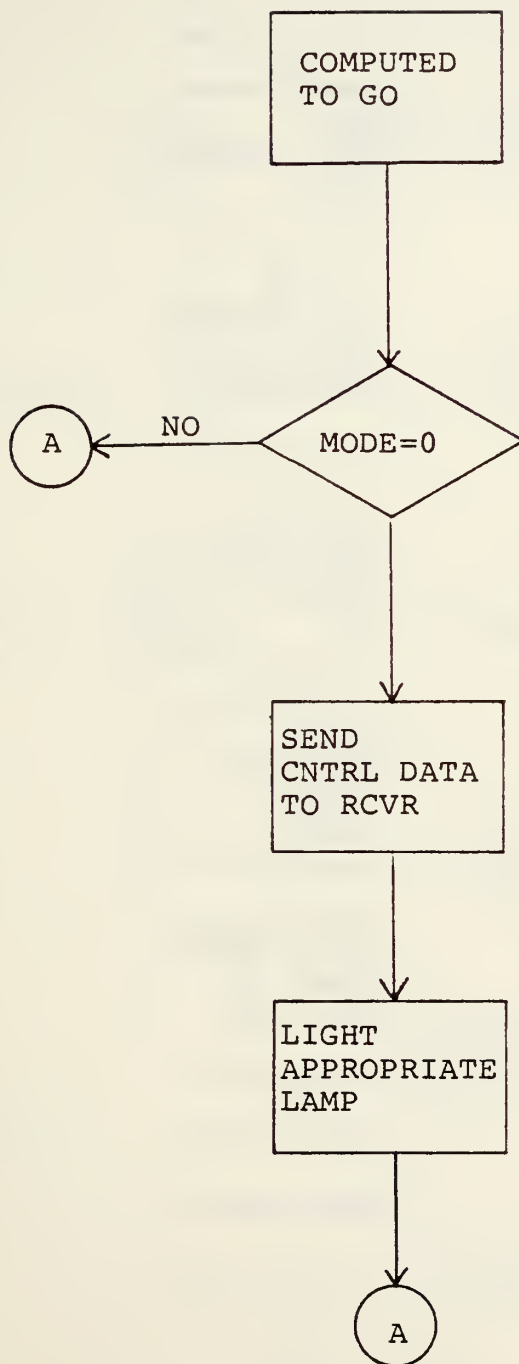 COMPUTED
TO GO
A
NO
MODE=0
SEND
CNTRL DATA
TO RCVR
LIGHT
APPROPRIATE
LAMP
A